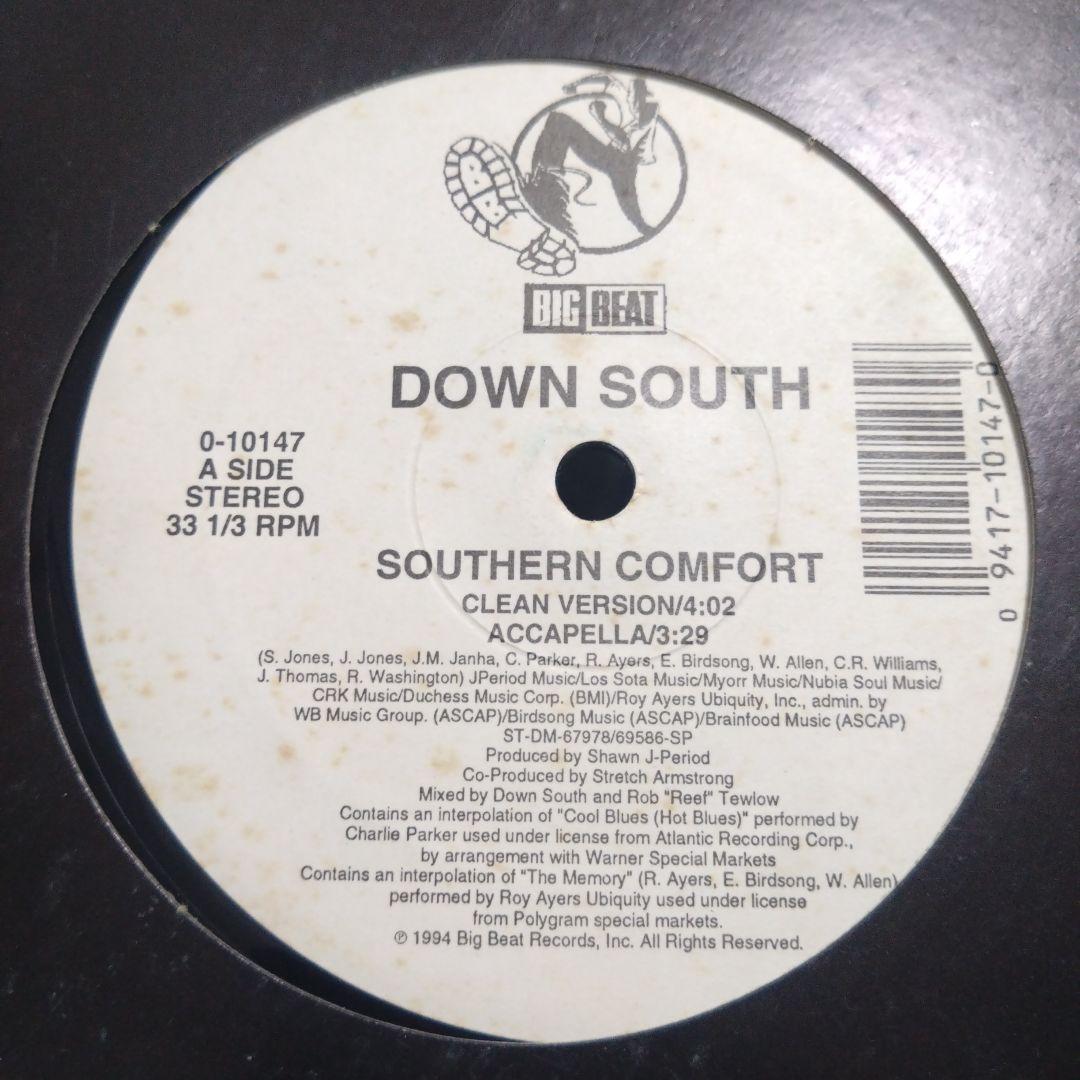 BB
BIG BEAT
DOWN SOUTH
0-10147
A SIDE
STEREO
33 1/3 RPM
0 9417-10147-0
SOUTHERN COMFORT
CLEAN VERSION/4:02
ACCAPELLA/3:29
(S. Jones, J. Jones, J.M. Janha, C. Parker, R. Ayers, E. Birdsong, W. Allen, C.R. Williams,
J. Thomas, R. Washington) JPeriod Music/Los Sota Music/Myorr Music/Nubia Soul Music/
CRK Music/Duchess Music Corp. (BMI)/Roy Ayers Ubiquity, Inc., admin. by
WB Music Group. (ASCAP)/Birdsong Music (ASCAP)/Brainfood Music (ASCAP)
ST-DM-67978/69586-SP
Produced by Shawn J-Period
Co-Produced by Stretch Armstrong
Mixed by Down South and Rob "Reef" Tewlow
Contains an interpolation of "Cool Blues (Hot Blues)" performed by
Charlie Parker used under license from Atlantic Recording Corp.,
by arrangement with Warner Special Markets
Contains an interpolation of "The Memory" (R. Ayers, E. Birdsong, W. Allen)
performed by Roy Ayers Ubiquity used under license
from Polygram special markets.
℗ 1994 Big Beat Records, Inc. All Rights Reserved.